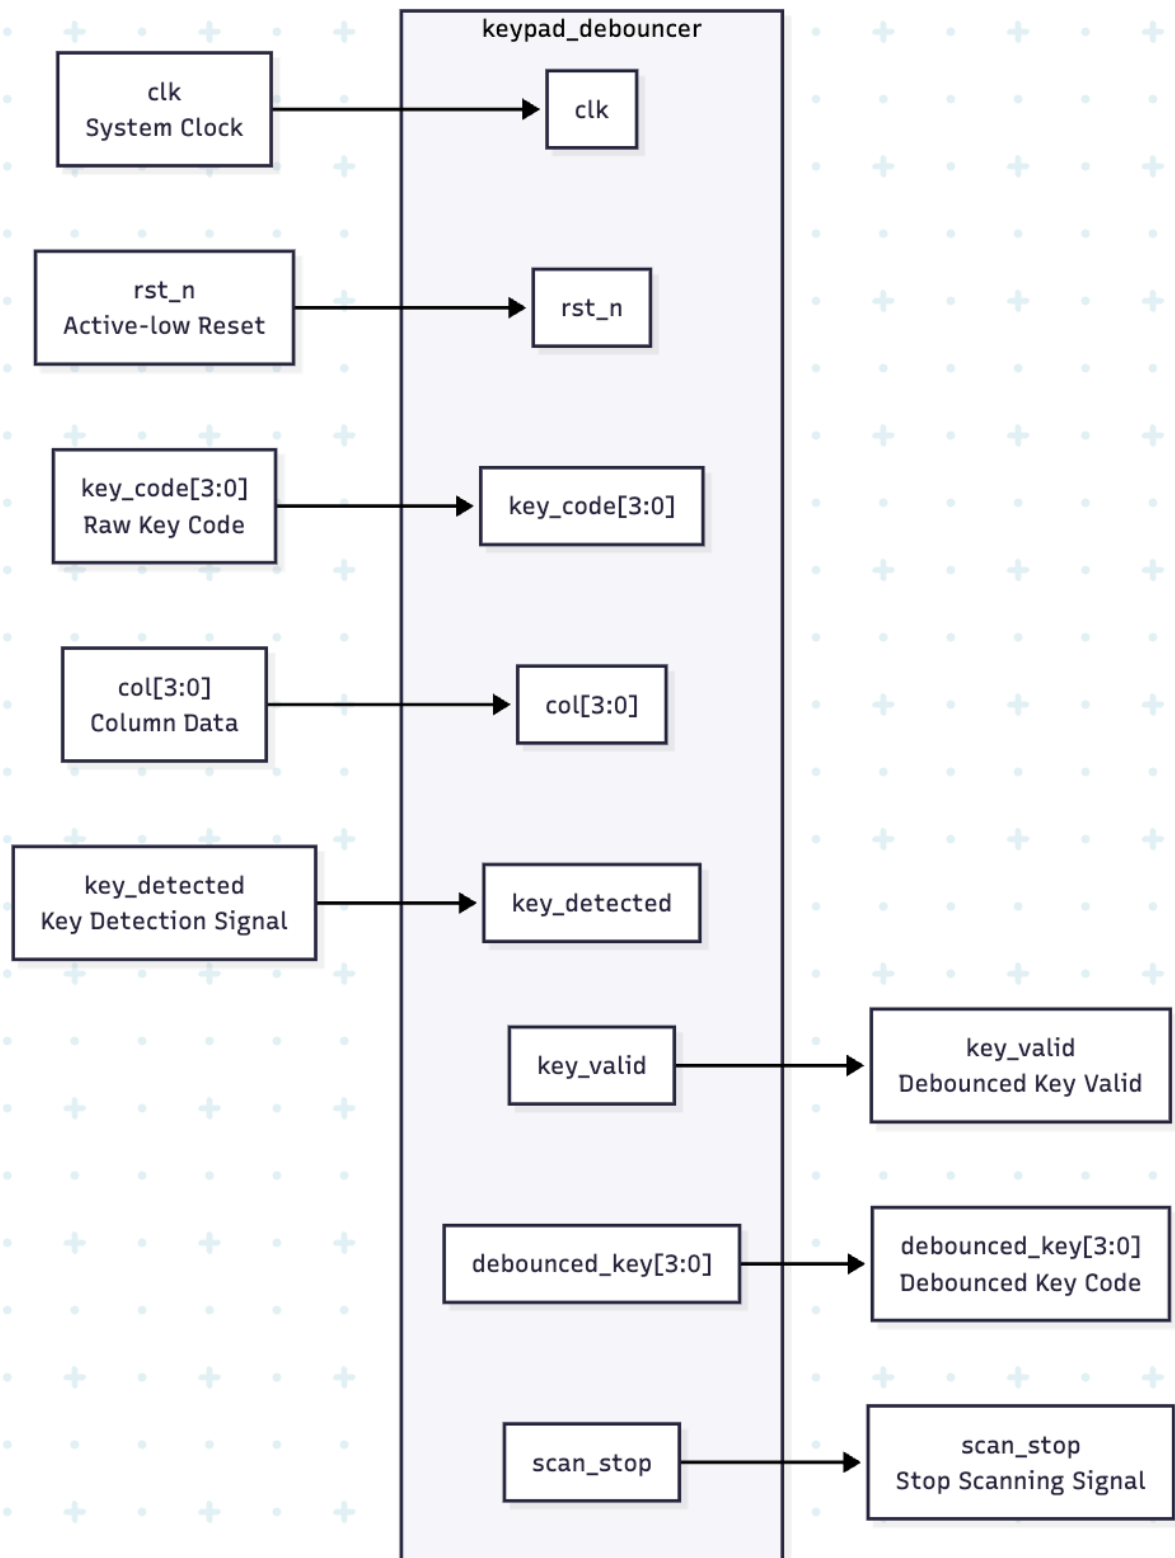 keypad_debouncer
clk
System Clock
clk
rst_n
Active-low Reset
rst_n
key_code[3:0]
Raw Key Code
key_code[3:0]
col[3:0]
Column Data
col[3:0]
key_detected
Key Detection Signal
key_detected
key_valid
key_valid
Debounced Key Valid
debounced_key[3:0]
debounced_key[3:0]
Debounced Key Code
scan_stop
scan_stop
Stop Scanning Signal